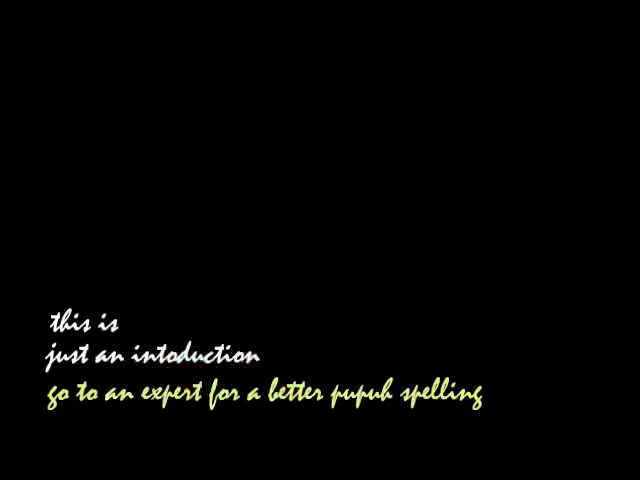 this is
just an intoduction
go to an expert for a better pupuh spelling